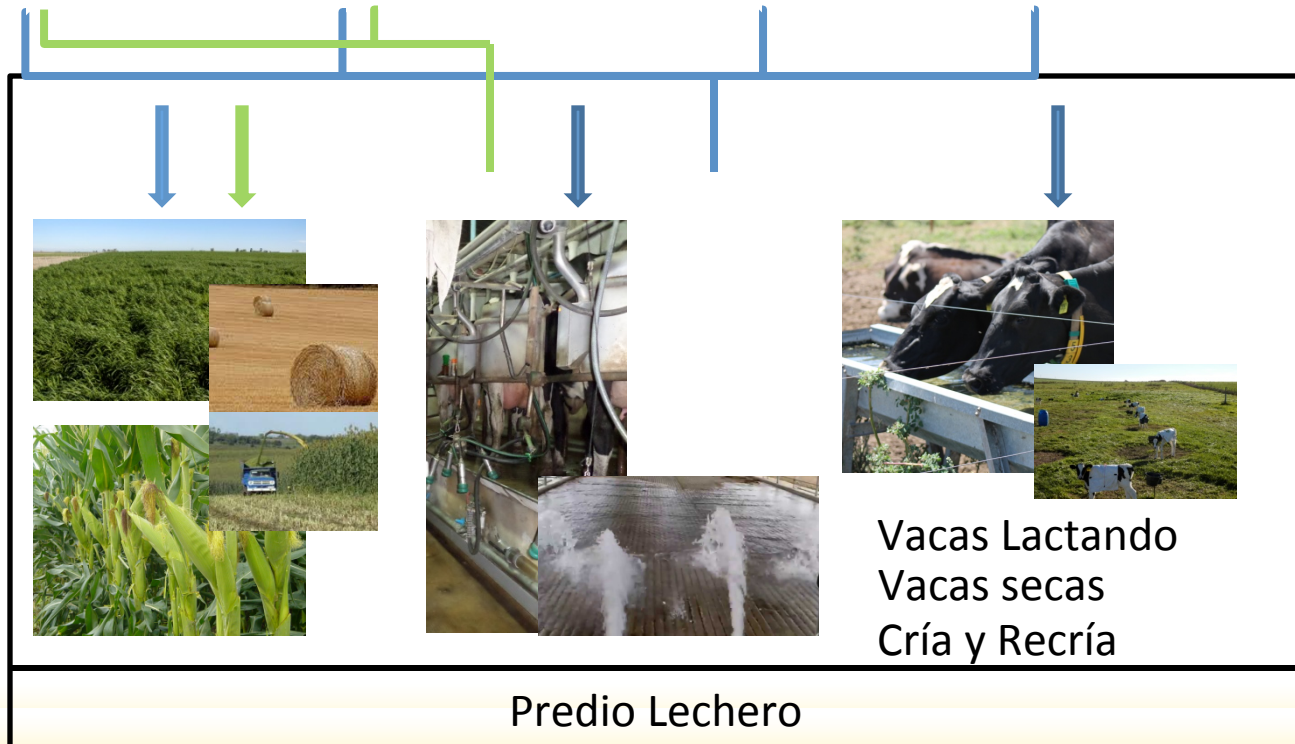 Vacas Lactando
Vacas secas
Cría y Recría
Predio Lechero